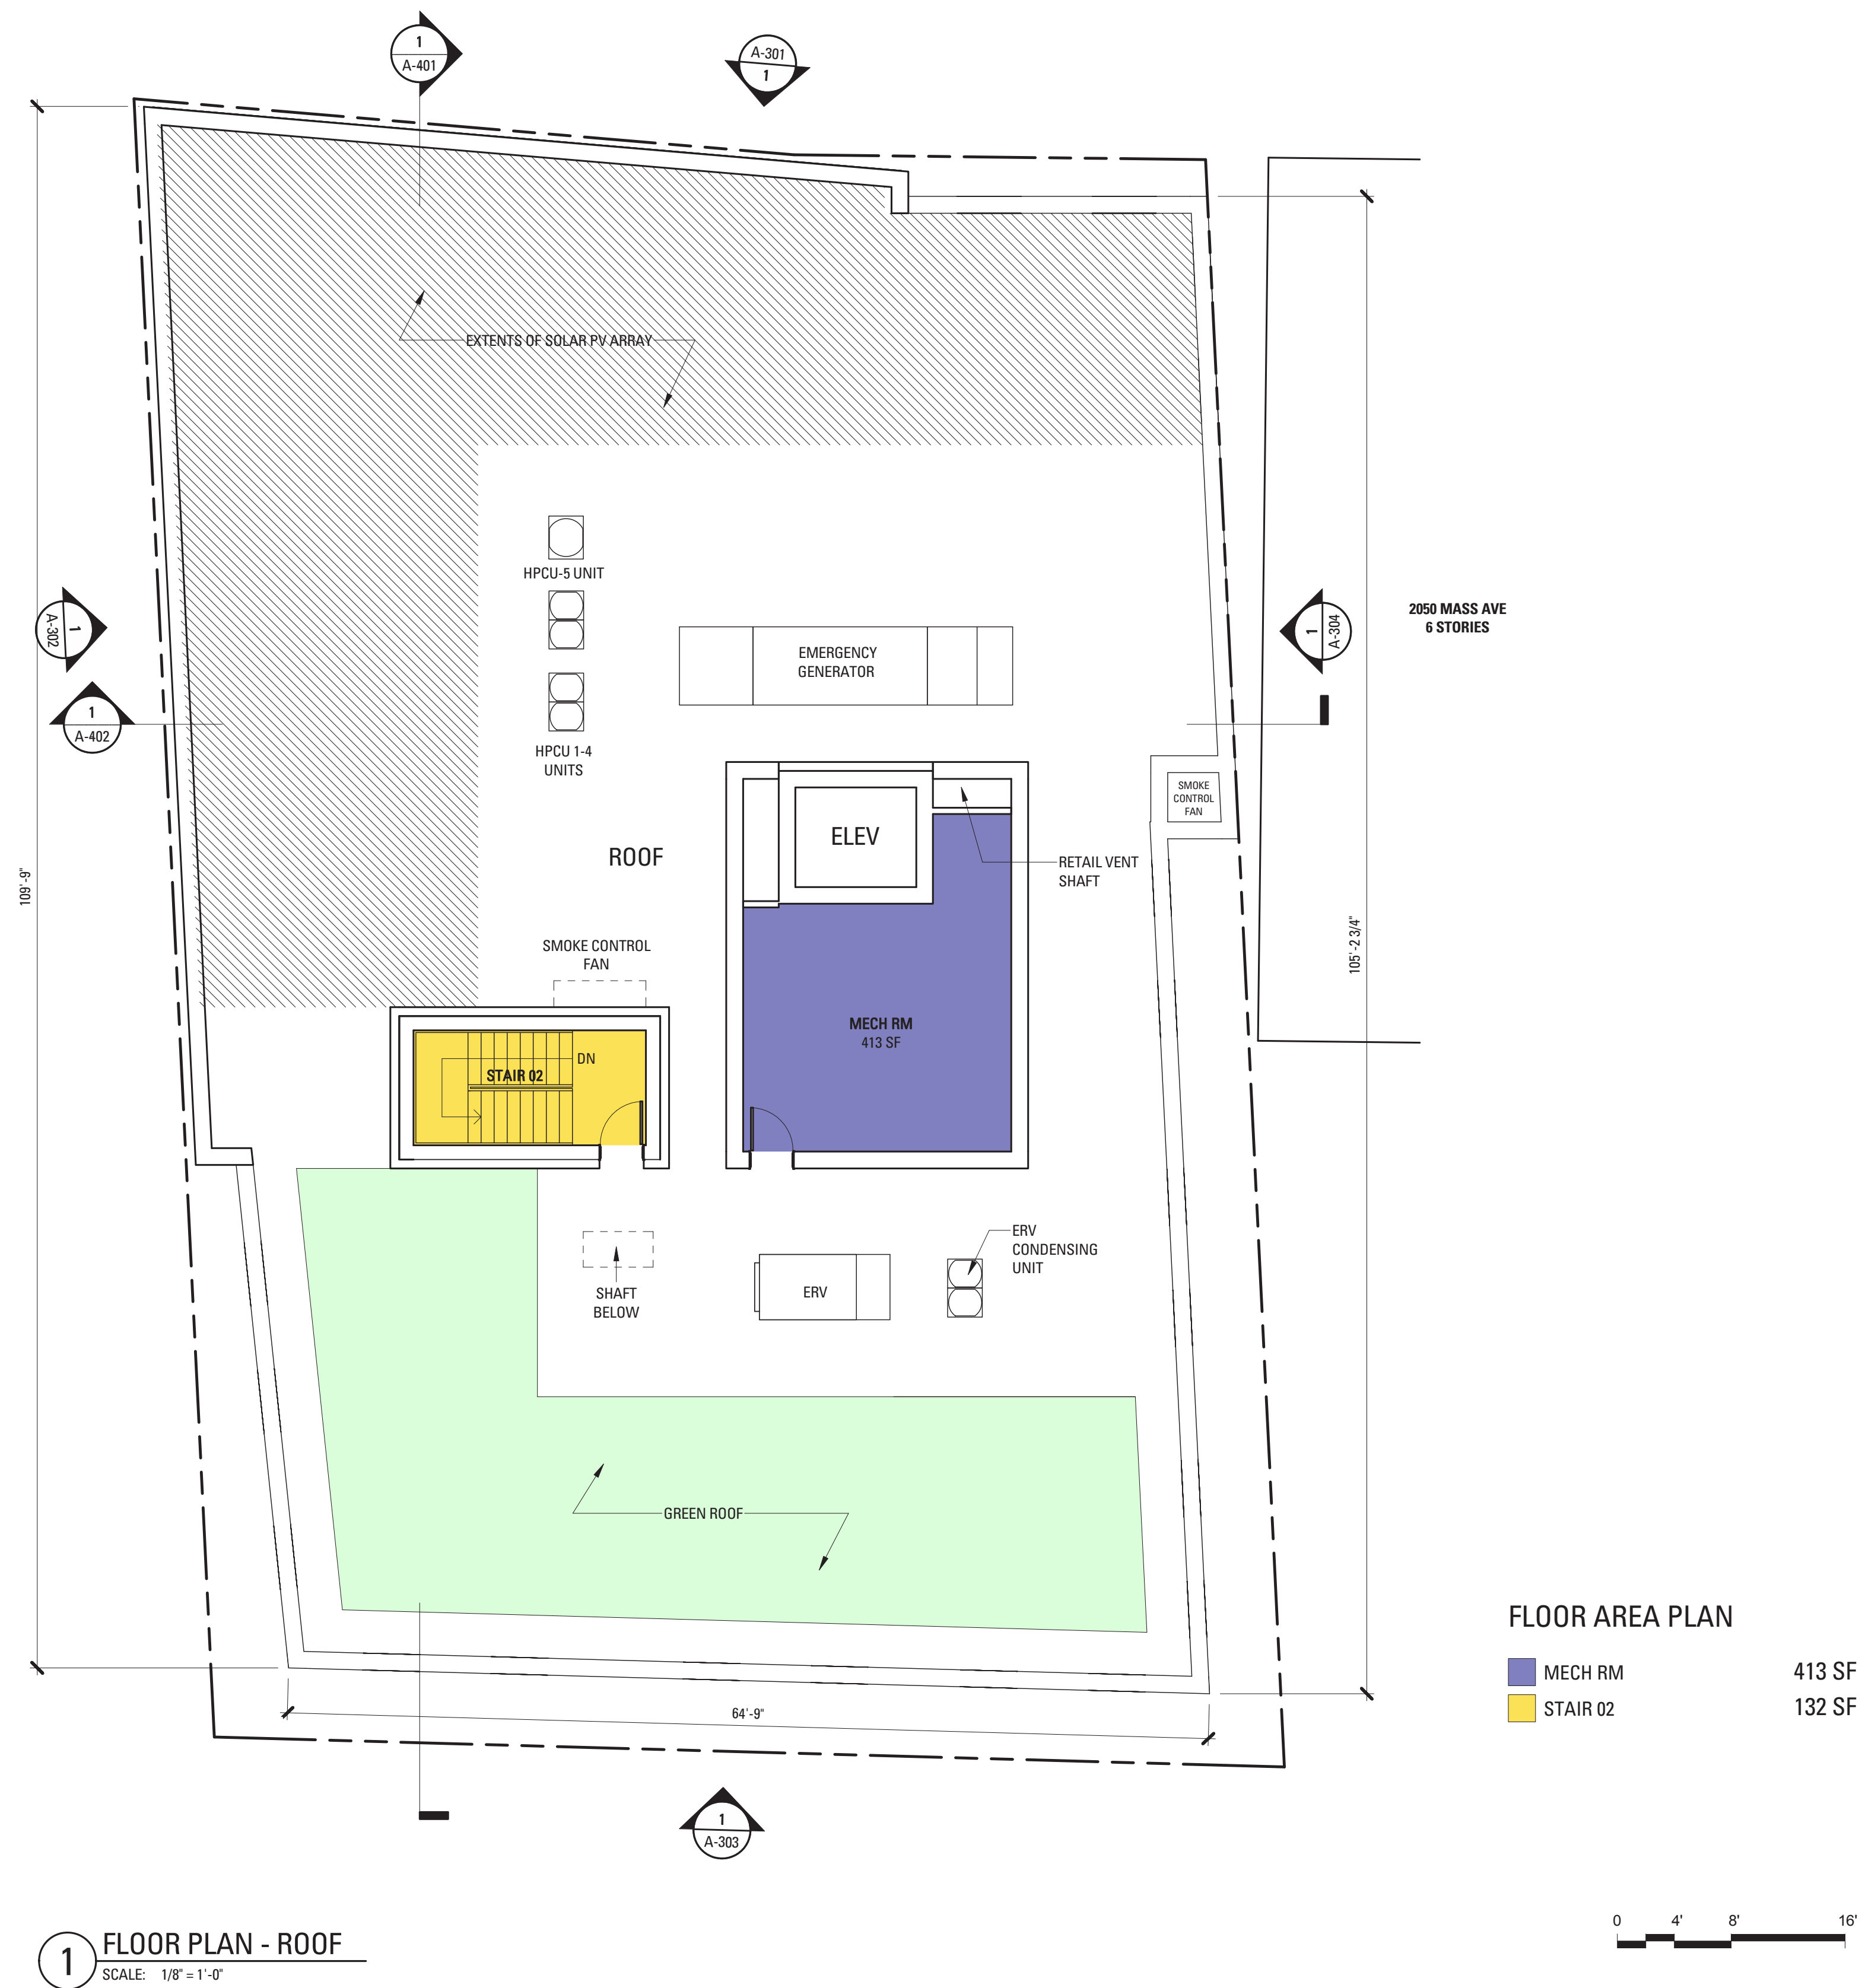 1
A-401
A-301
1
EXTENTS OF SOLAR PV ARRAY
HPCU-5 UNIT
1
A-302
1
A-304
2050 MASS AVE
6 STORIES
EMERGENCY
GENERATOR
1
A-402
HPCU 1-4
UNITS
SMOKE
CONTROL
FAN
ELEV
ROOF
RETAIL VENT
SHAFT
109'-9"
105'-2 3/4"
SMOKE CONTROL
FAN
MECH RM
413 SF
DN
STAIR 02
ERV
CONDENSING
UNIT
SHAFT
BELOW
ERV
GREEN ROOF
64'-9"
FLOOR AREA PLAN
MECH RM 413 SF
STAIR 02 132 SF
1
A-303
1
FLOOR PLAN - ROOF
SCALE: 1/8" = 1'-0"
0 4' 8' 16'